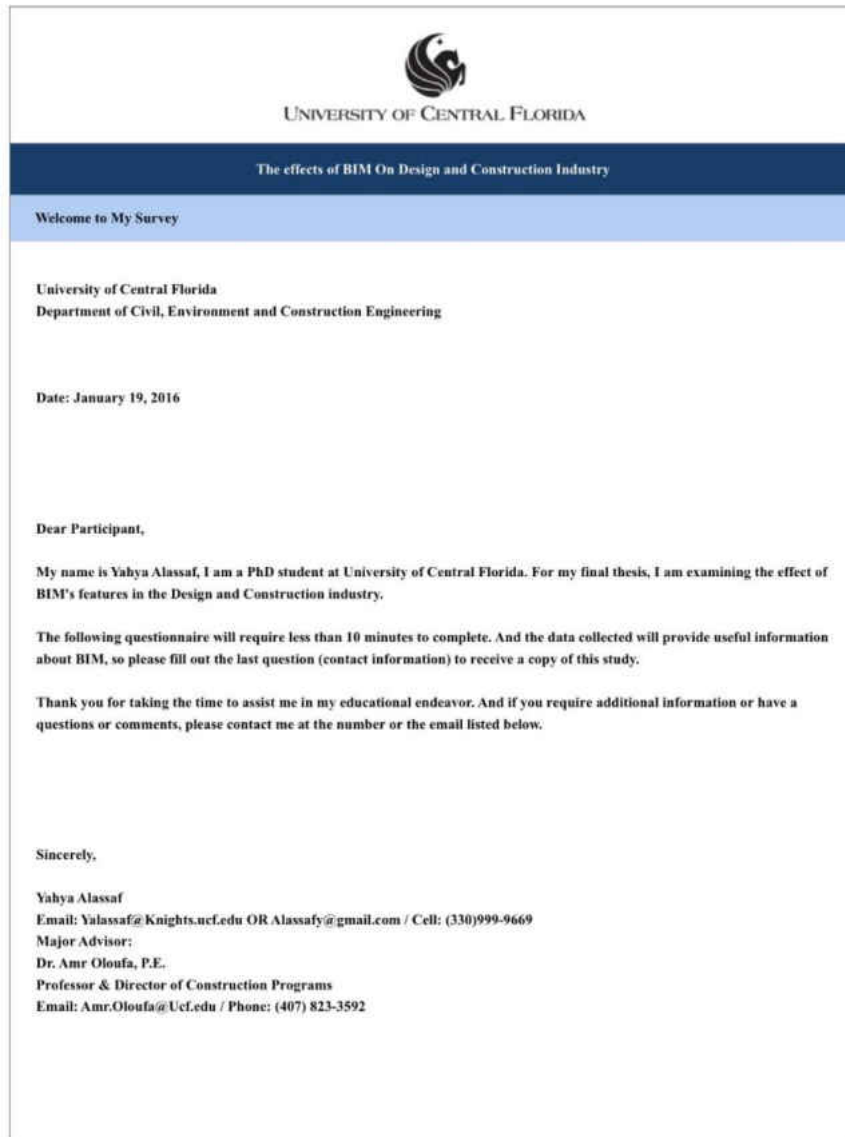 UNIVERSITY OF CENTRAL FLORIDA
The effects of BIM On Design and Construction Industry
Welcome to My Survey
University of Central Florida
Department of Civil, Environment and Construction Engineering
Date: January 19, 2016
Dear Participant,
My name is Yahya Alassaf, I am a PhD student at University of Central Florida. For my final thesis, I am examining the effect of
BIM's features in the Design and Construction industry.
The following questionnaire will require less than 10 minutes to complete. And the data collected will provide useful information
about BIM, so please fill out the last question (contact information) to receive a copy of this study.
Thank you for taking the time to assist me in my educational endeavor. And if you require additional information or have a
questions or comments, please contact me at the number or the email listed below.
Sincerely,
Yahya Alassaf
Email: Yalassaf@Knights.ucf.edu OR Alassafy@gmail.com / Cell: (330)999-9669
Major Advisor:
Dr. Amr Oloufa, P.E.
Professor & Director of Construction Programs
Email: Amr.Oloufa@Ucf.edu / Phone: (407) 823-3592